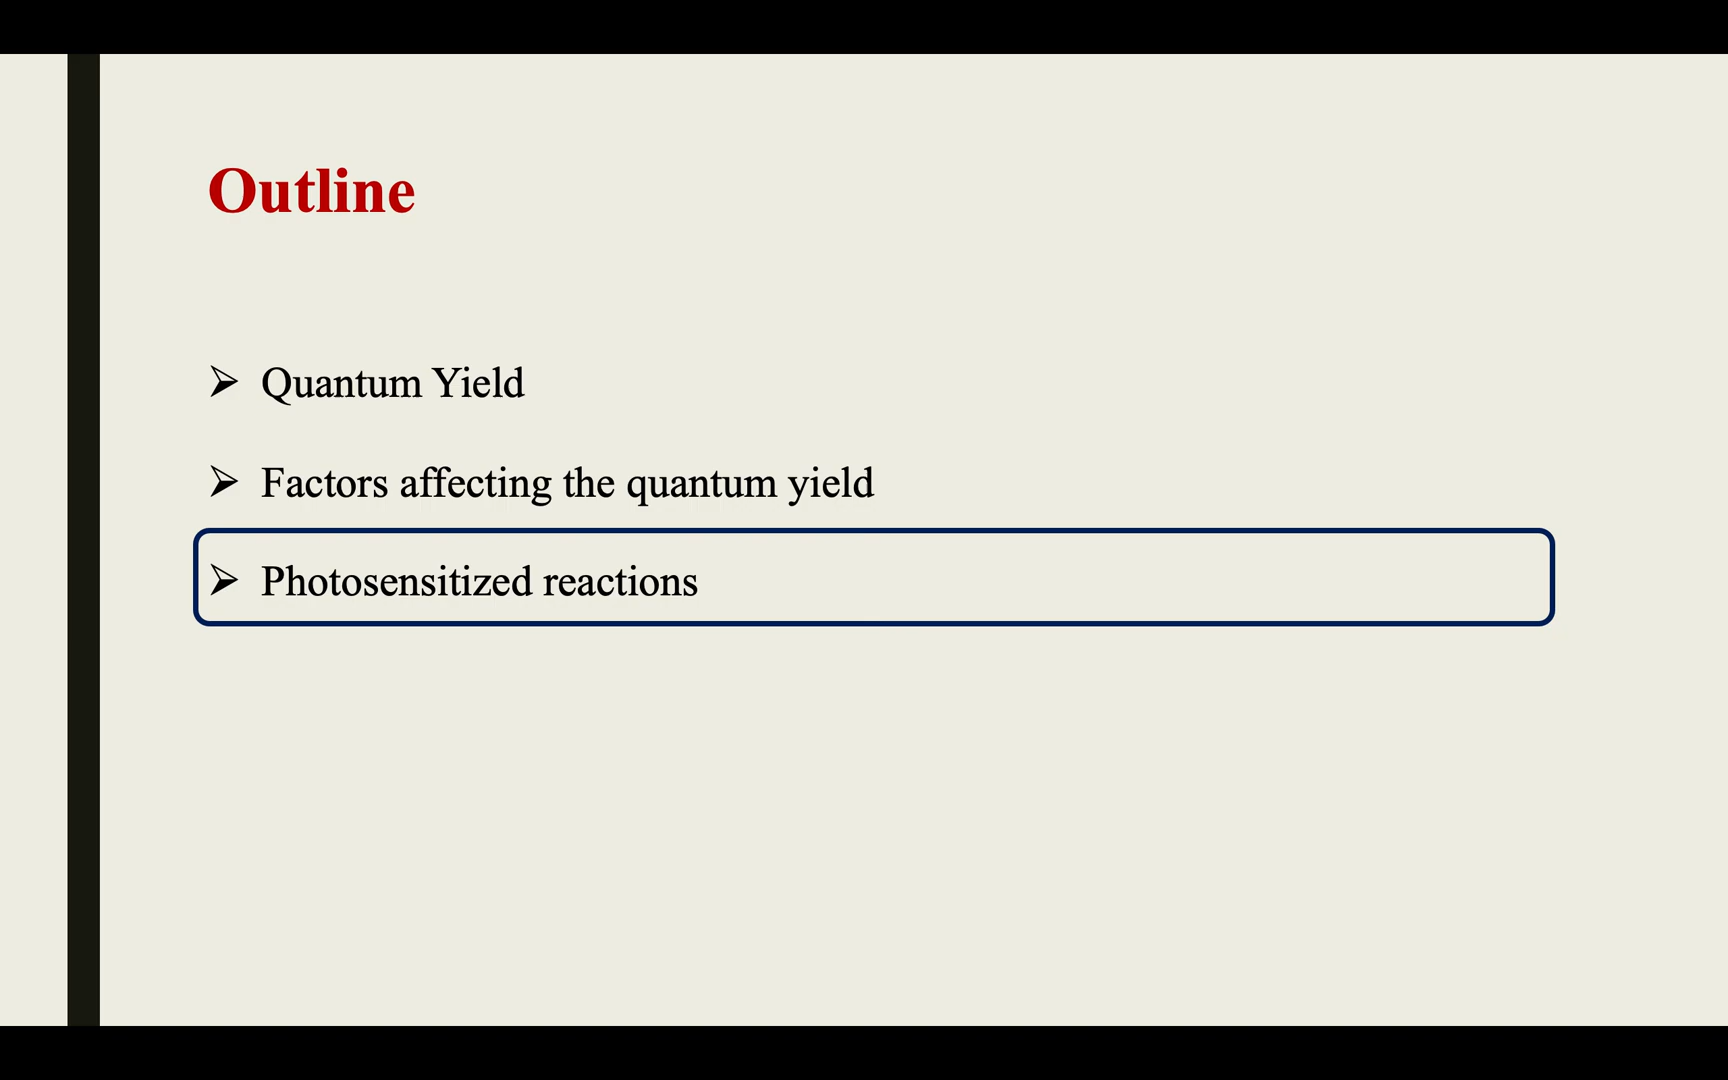 Outline
➢ Quantum Yield
➢ Factors affecting the quantum yield
➢ Photosensitized reactions